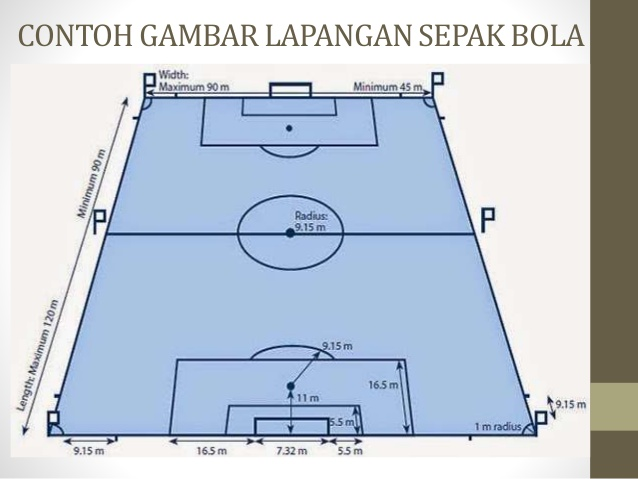 CONTOH GAMBAR LAPANGAN SEPAK BOLA
Width:
Maximum 90 m
Minimum 45 m
Minimum 90 m
Length: Maximum 120 m
Radius:
9.15 m
9.15 m
11 m
16.5 m
5.5 m
1 m radius
9.15 m
9.15 m
16.5 m
7.32 m
5.5 m